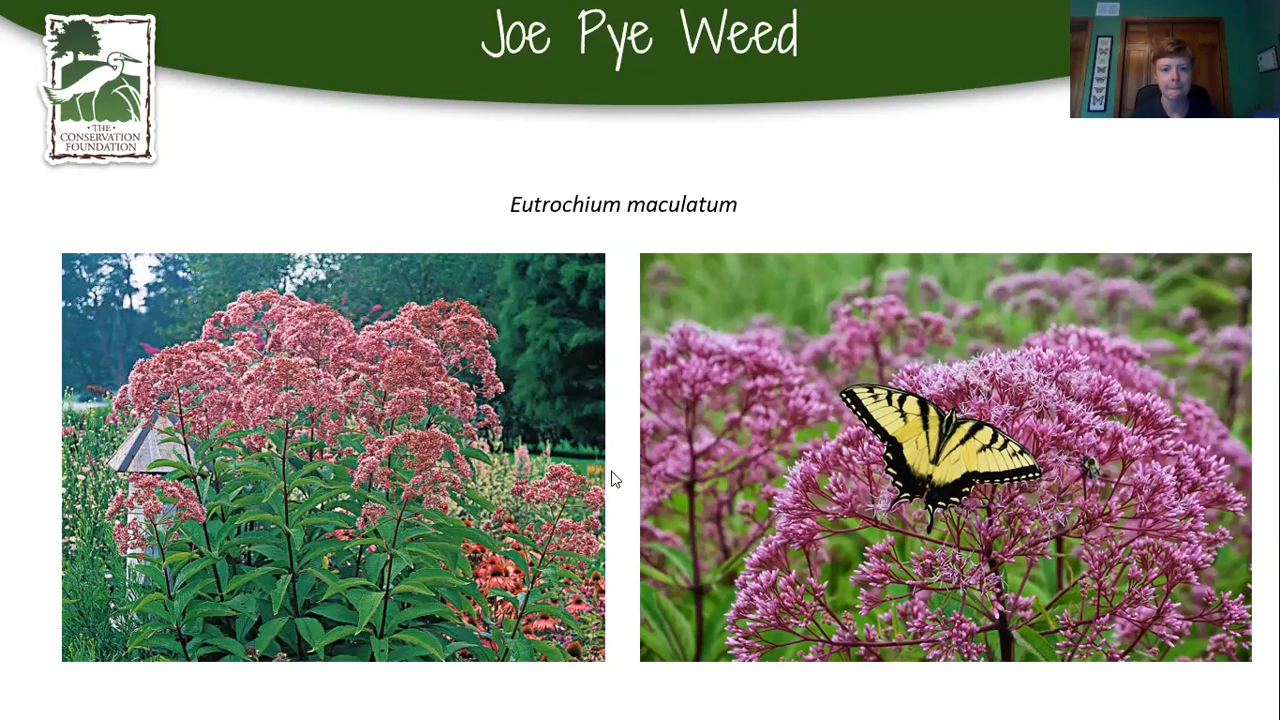 Joe Pye Weed
• THE •
CONSERVATION
FOUNDATION
Eutrochium maculatum